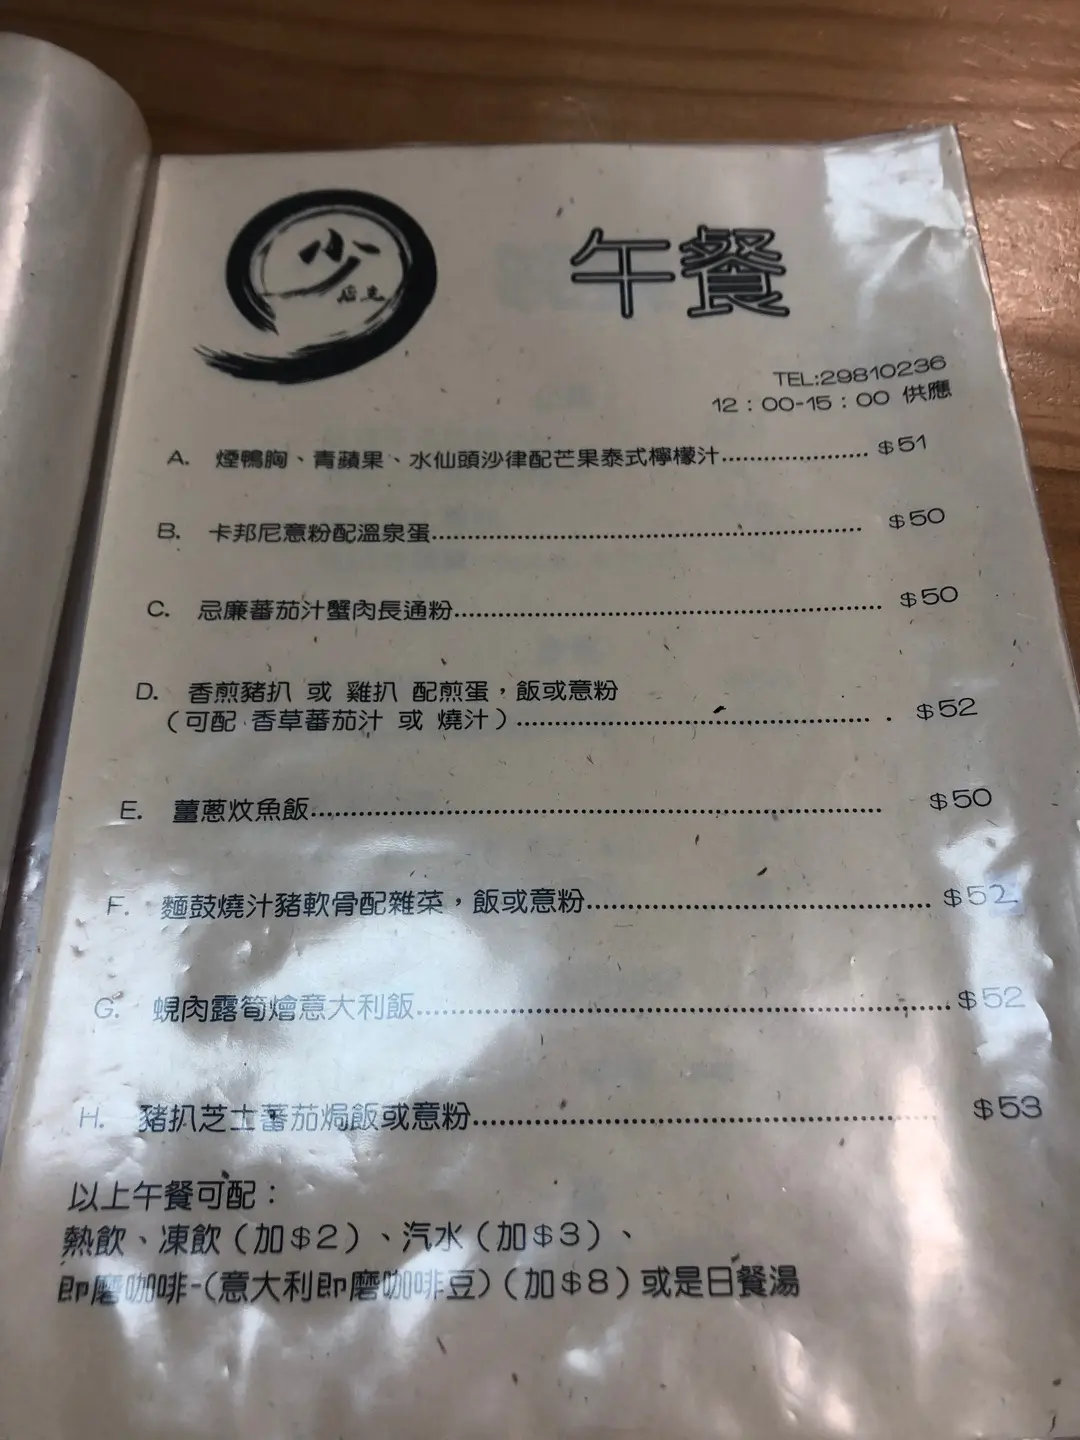 少
店主
午餐
TEL:29810236
12：00-15：00 供應
A. 煙鴨胸、青蘋果、水仙頭沙律配芒果泰式檸檬汁..................... $51
B. 卡邦尼意粉配溫泉蛋.............................................................. $50
C. 忌廉蕃茄汁蟹肉長通粉............................................................. $50
D. 香煎豬扒 或 雞扒 配煎蛋，飯或意粉
（可配 香草蕃茄汁 或 燒汁）.................................................. . $52
E. 薑蔥炆魚飯................................................................................ $50
F. 麵鼓燒汁豬軟骨配雜菜，飯或意粉................................................ $52
G. 蜆肉露筍燴意大利飯........................................................................ $52
H. 豬扒芝士蕃茄焗飯或意粉............................................................... $53
以上午餐可配：
熱飲、凍飲（加$2）、汽水（加$3）、
即磨咖啡-(意大利即磨咖啡豆)（加$8）或是日餐湯